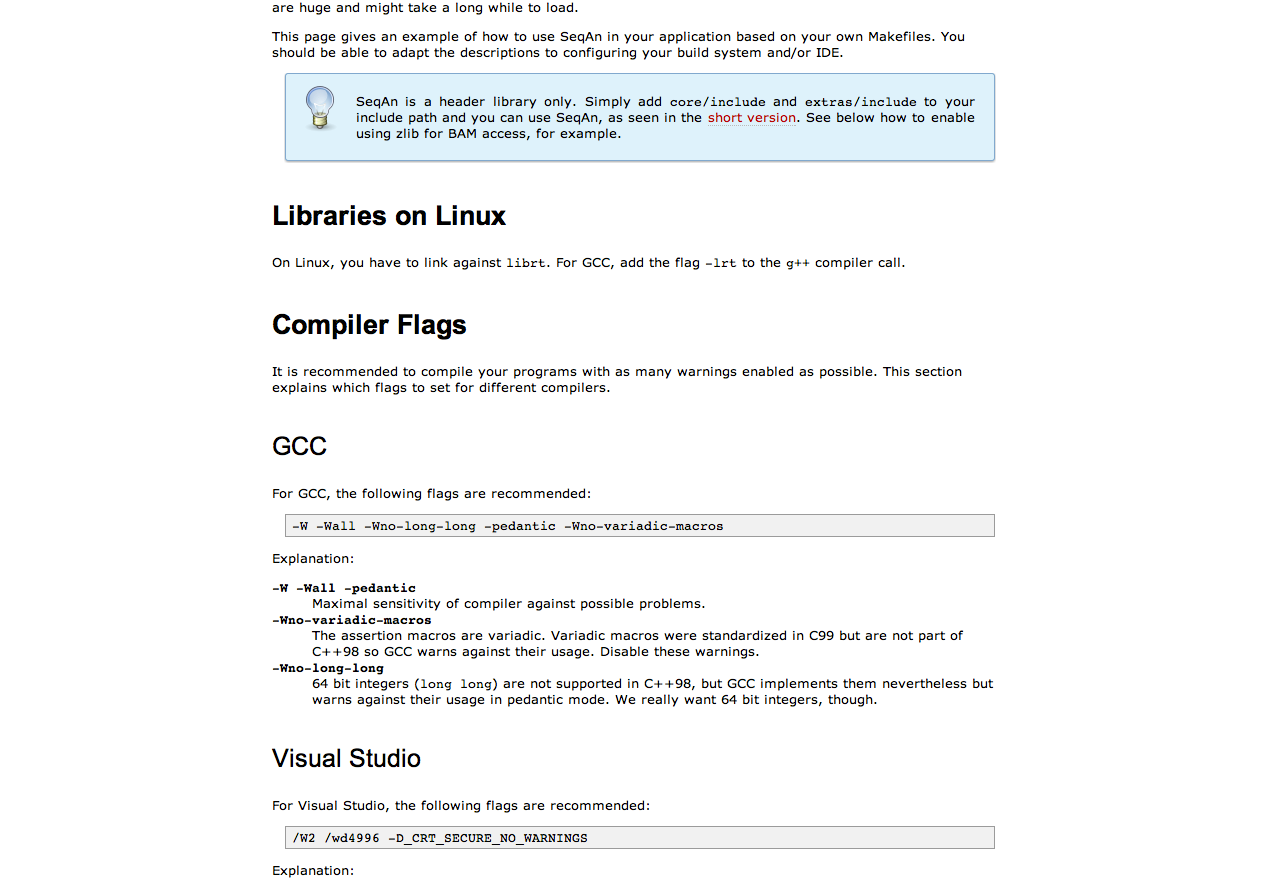 are huge and might take a long while to load.
This page gives an example of how to use SeqAn in your application based on your own Makefiles. You
should be able to adapt the descriptions to configuring your build system and/or IDE.
SeqAn is a header library only. Simply add core/include and extras/include to your
include path and you can use SeqAn, as seen in the short version. See below how to enable
using zlib for BAM access, for example.
Libraries on Linux
On Linux, you have to link against librt. For GCC, add the flag -lrt to the g++ compiler call.
Compiler Flags
It is recommended to compile your programs with as many warnings enabled as possible. This section
explains which flags to set for different compilers.
GCC
For GCC, the following flags are recommended:
-W -Wall -Wno-long-long -pedantic -Wno-variadic-macros
Explanation:
-W -Wall -pedantic
Maximal sensitivity of compiler against possible problems.
-Wno-variadic-macros
The assertion macros are variadic. Variadic macros were standardized in C99 but are not part of
C++98 so GCC warns against their usage. Disable these warnings.
-Wno-long-long
64 bit integers (long long) are not supported in C++98, but GCC implements them nevertheless but
warns against their usage in pedantic mode. We really want 64 bit integers, though.
Visual Studio
For Visual Studio, the following flags are recommended:
/W2 /wd4996 -D_CRT_SECURE_NO_WARNINGS
Explanation: